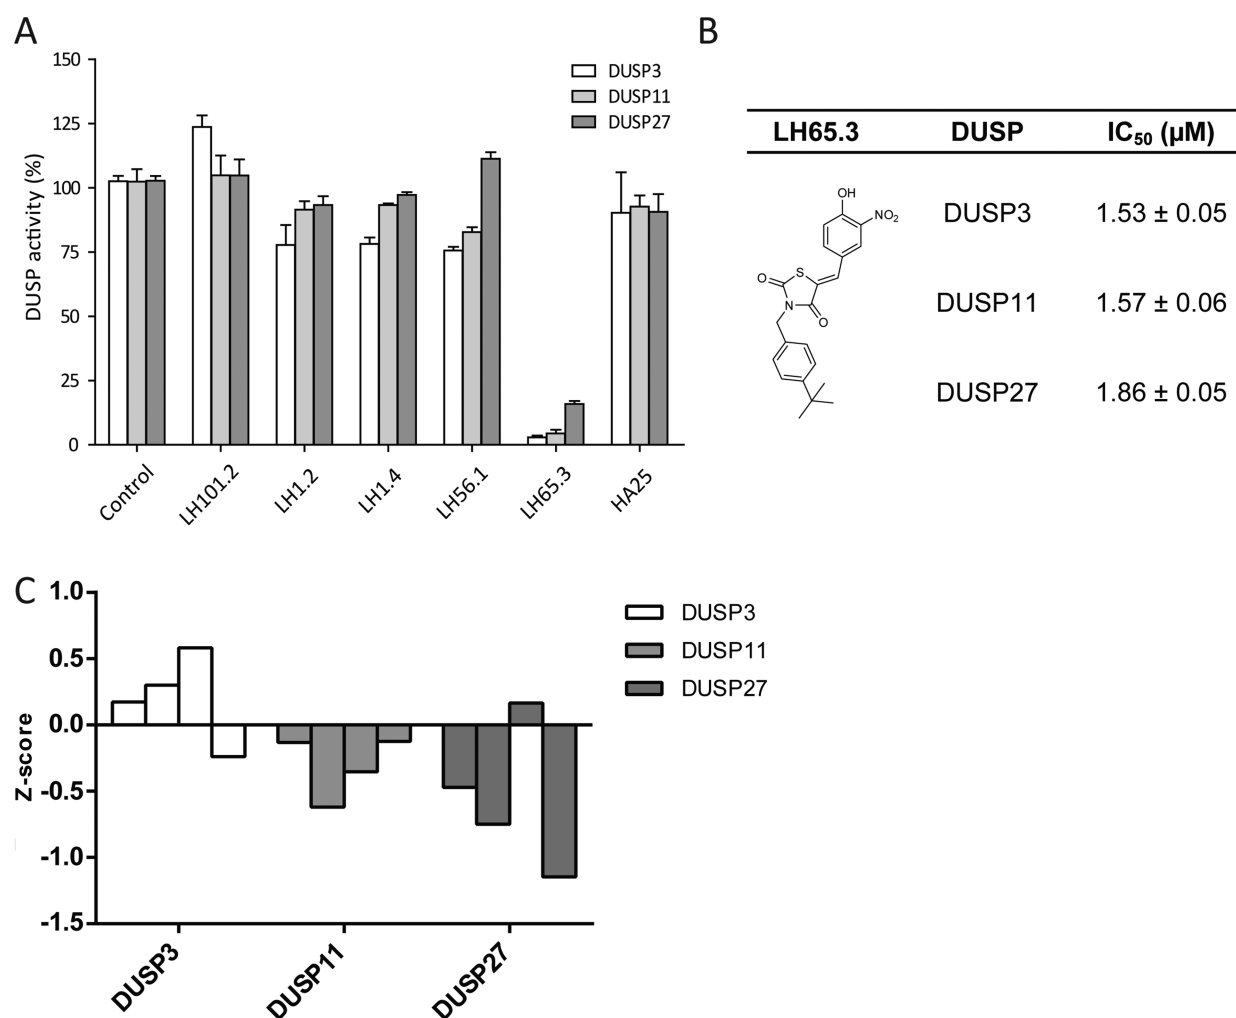 A
150
125
100
75
50
25
0
DUSP activity (%)
DUSP3
DUSP11
DUSP27
Control
LH101.2
LH1.2
LH1.4
LH56.1
LH65.3
HA25
B
LH65.3 DUSP IC₅₀ (µM)
OH
NO₂
S
O
N
O
DUSP3 1.53 ± 0.05
DUSP11 1.57 ± 0.06
DUSP27 1.86 ± 0.05
C
1.0
0.5
0.0
-0.5
-1.0
-1.5
Z-score
DUSP3
DUSP11
DUSP27
DUSP3
DUSP11
DUSP27